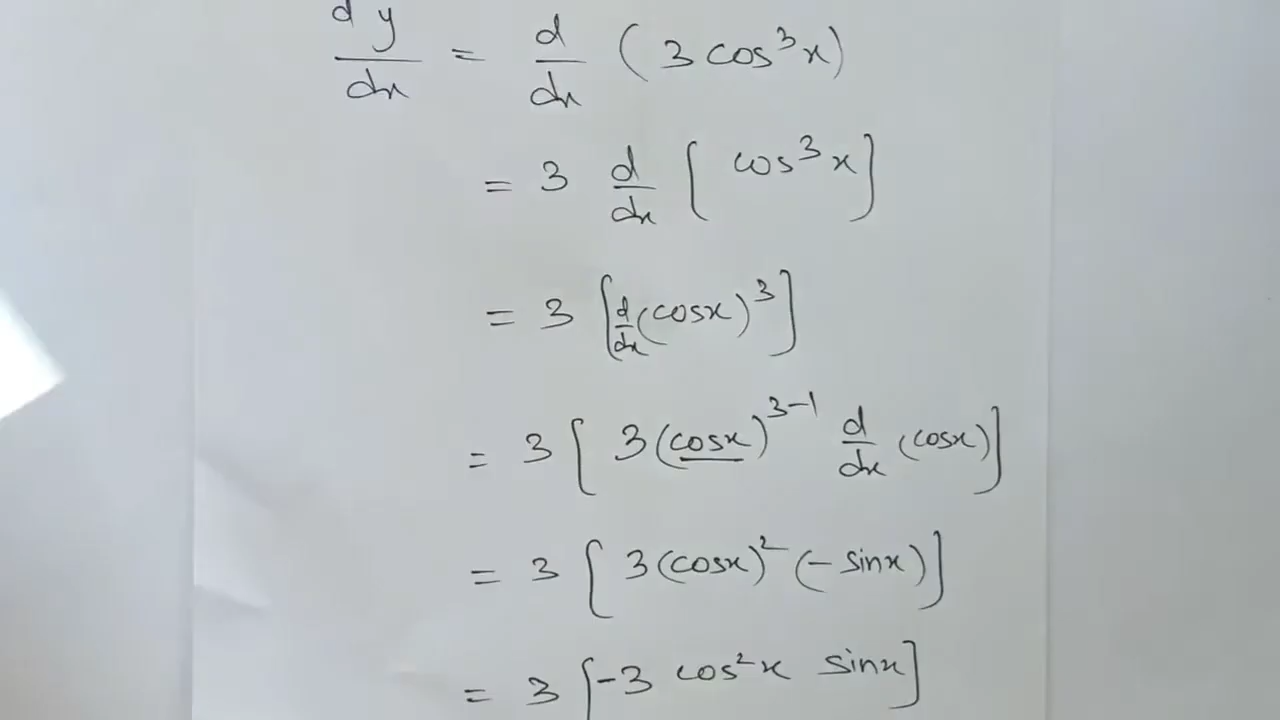 dy/dx = d/dx (3 cos³x)
= 3 d/dx [cos³x]
= 3 [d/dx (cosx)³]
= 3 [3(cosx)³⁻¹ d/dx (cosx)]
= 3 [3(cosx)² (-sinx)]
= 3 [-3 cos²x sinx]